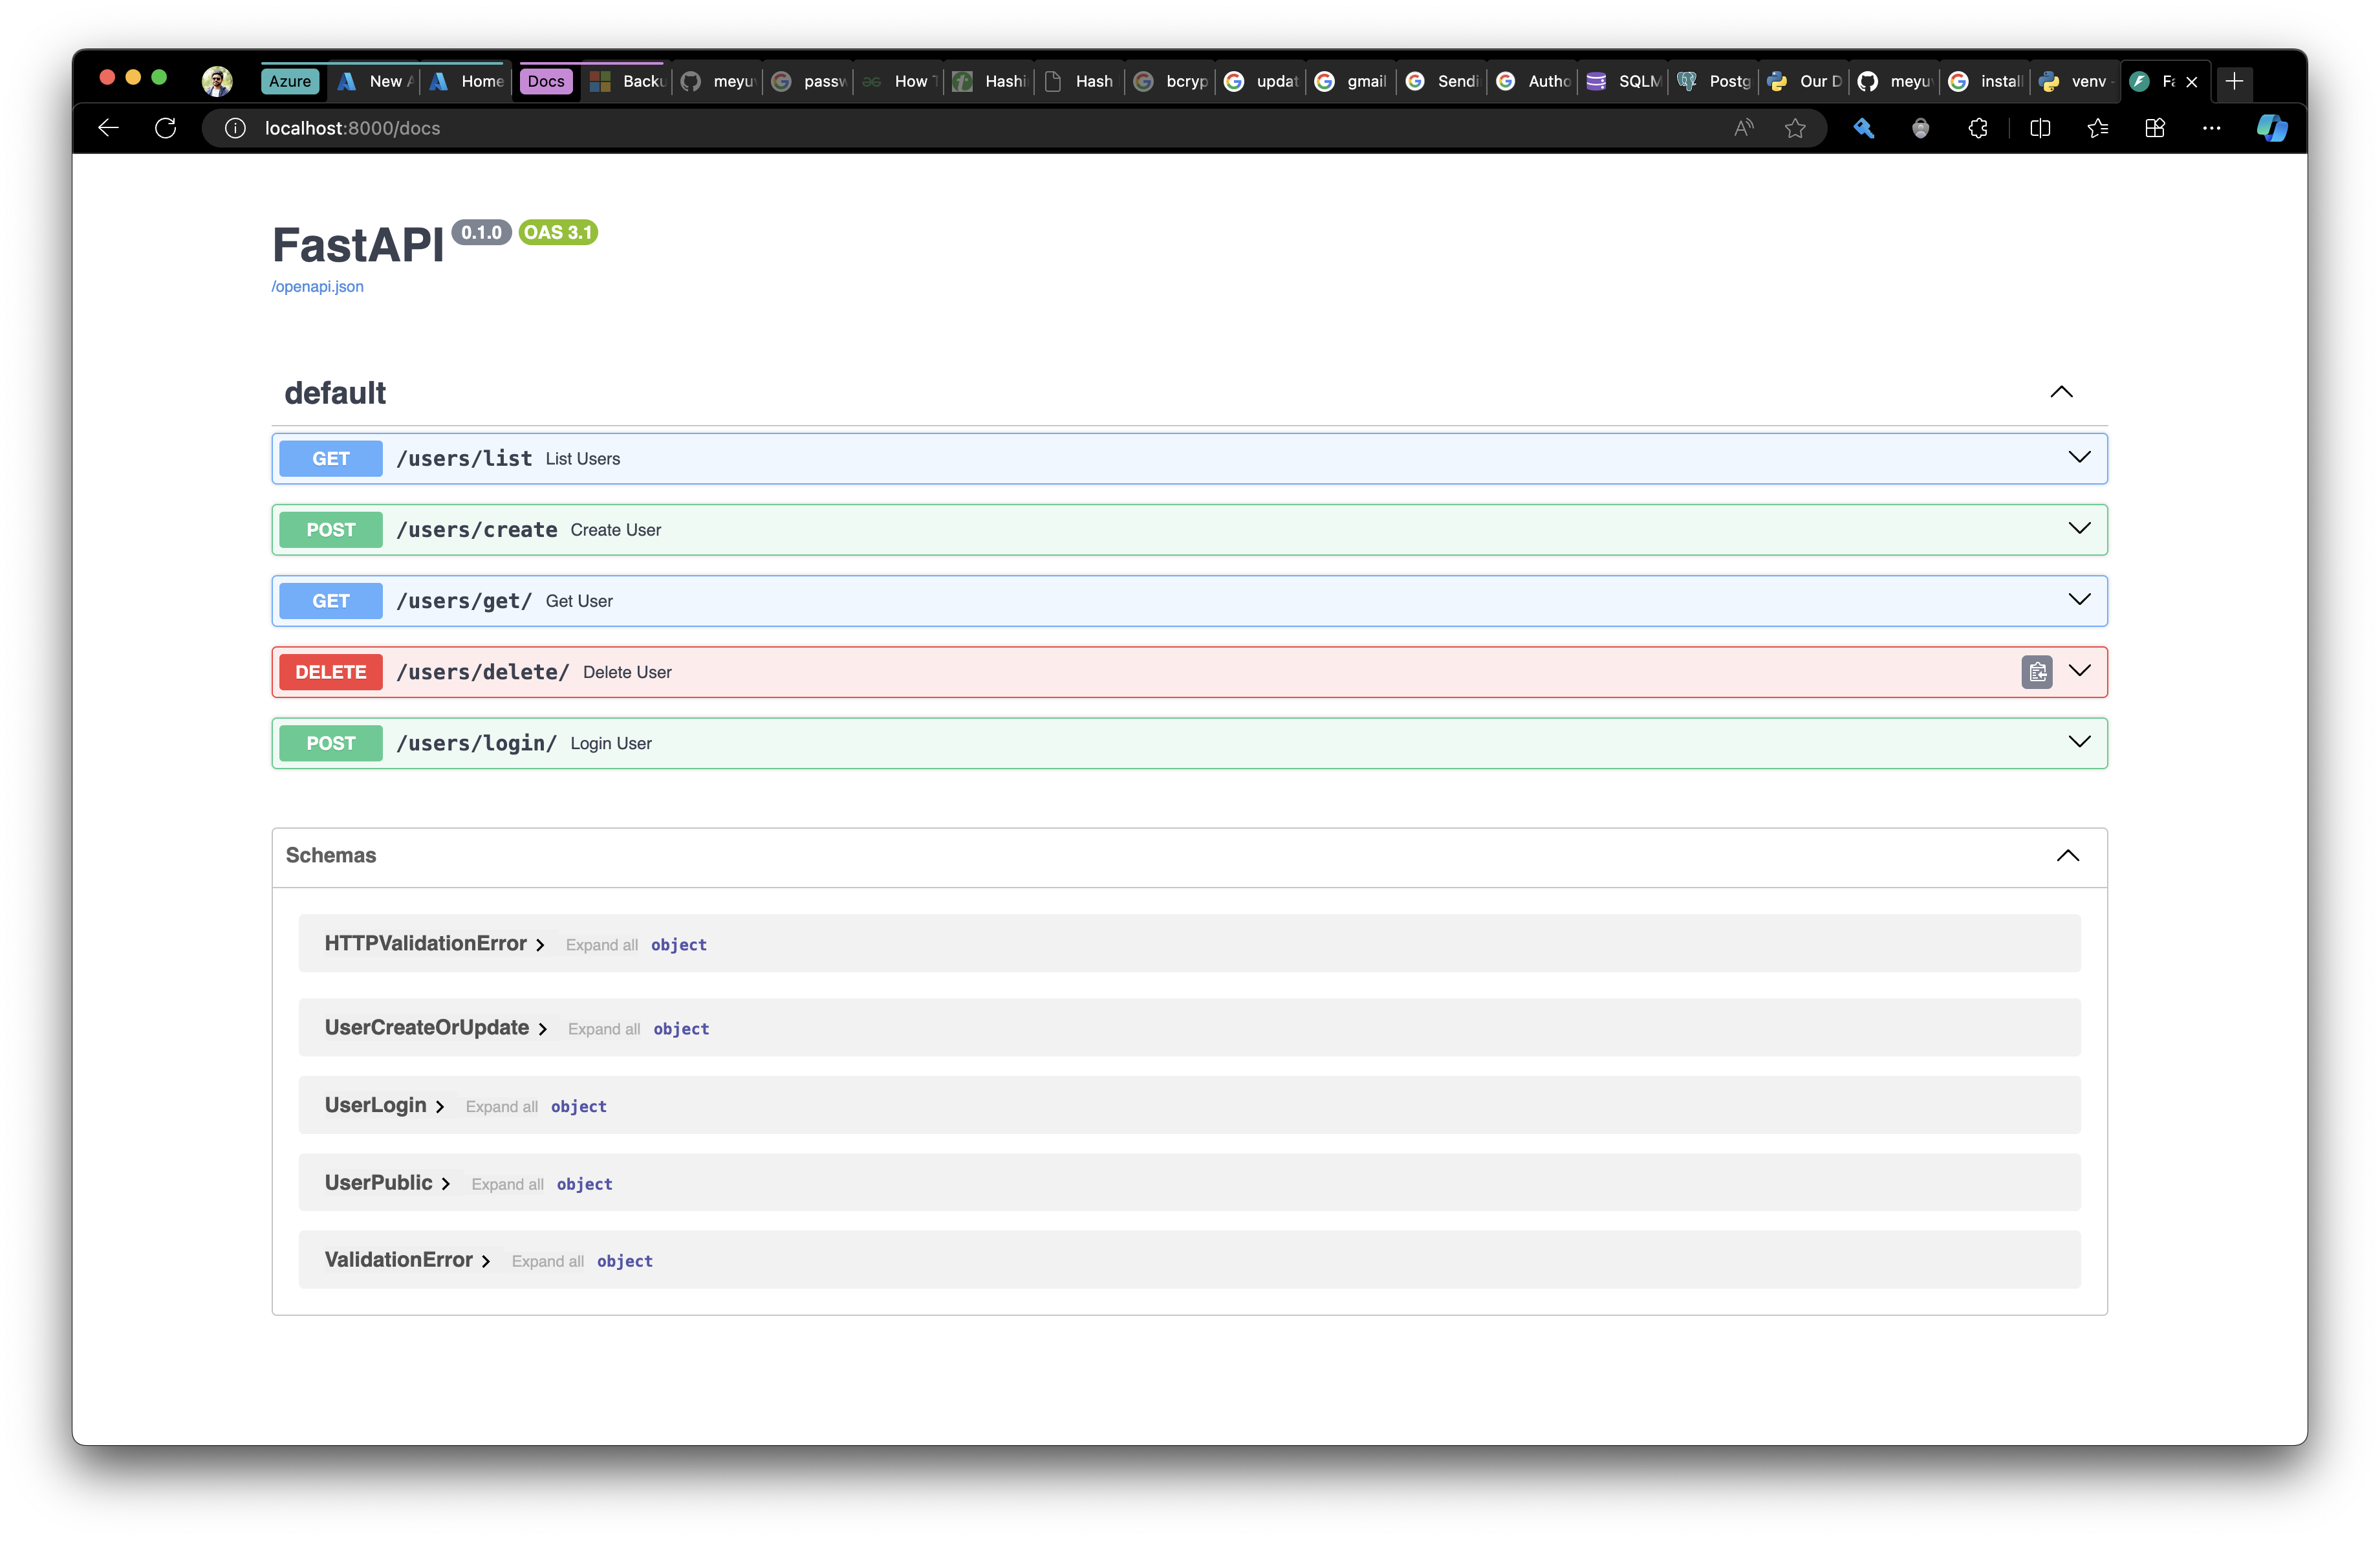 Azure New Home Docs Backu meyu passw How Hashi Hash bcryp updat gmail Sendi Autho SQLM Postg Our D meyu install venv Fa
localhost:8000/docs
FastAPI 0.1.0 OAS 3.1
/openapi.json
default
GET /users/list List Users
POST /users/create Create User
GET /users/get/ Get User
DELETE /users/delete/ Delete User
POST /users/login/ Login User
Schemas
HTTPValidationError Expand all object
UserCreateOrUpdate Expand all object
UserLogin Expand all object
UserPublic Expand all object
ValidationError Expand all object